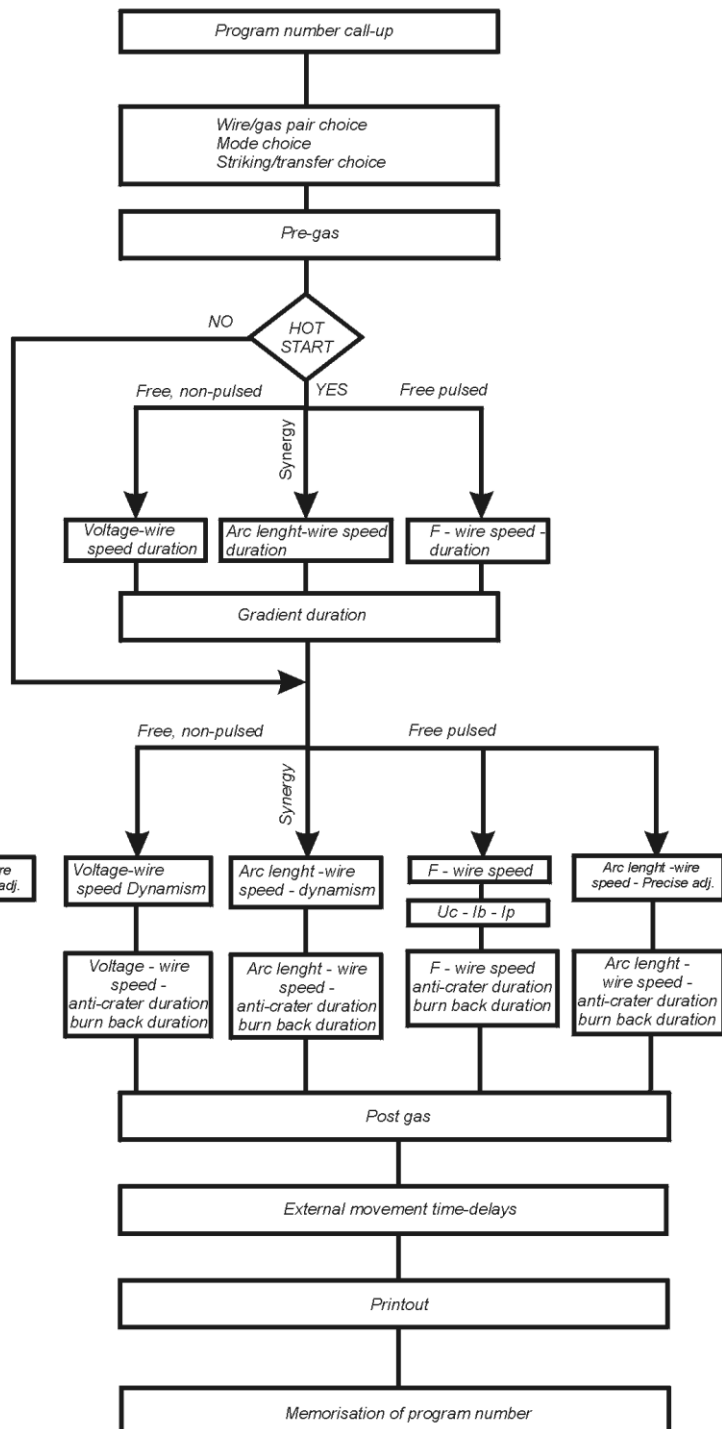 Program number call-up
Wire/gas pair choice
Mode choice
Striking/transfer choice
Pre-gas
NO
HOT
START
Free, non-pulsed
YES
Free pulsed
Synergy
Voltage-wire
speed duration
Arc lenght-wire speed
duration
F - wire speed -
duration
Gradient duration
Free, non-pulsed
Free pulsed
Synergy
adj.
Voltage-wire
speed Dynamism
Arc lenght -wire
speed - dynamism
F - wire speed
Uc - Ib - Ip
Arc lenght -wire
speed - Precise adj.
Voltage - wire
speed -
anti-crater duration
burn back duration
Arc lenght - wire
speed -
anti-crater duration
burn back duration
F - wire speed
anti-crater duration
burn back duration
Arc lenght -
wire speed -
anti-crater duration
burn back duration
Post gas
External movement time-delays
Printout
Memorisation of program number